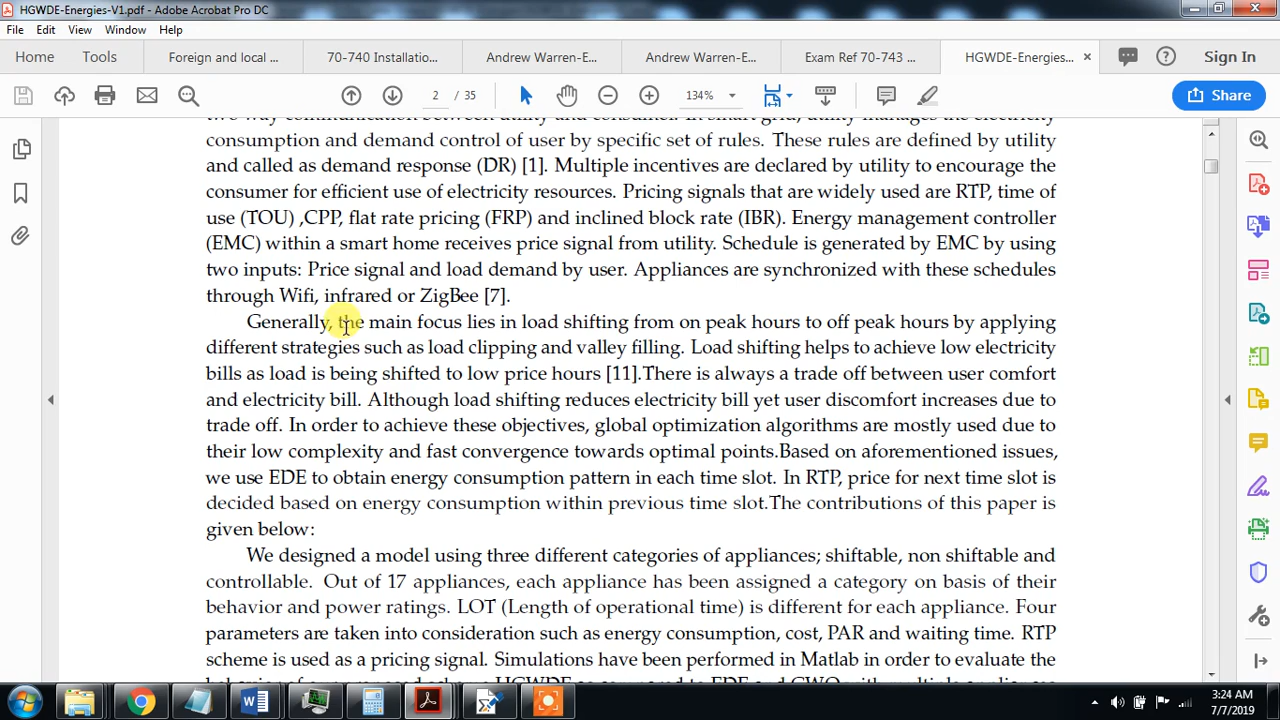 HGWDE-Energies-V1.pdf - Adobe Acrobat Pro DC
File Edit View Window Help
Home Tools Foreign and local ... 70-740 Installatio... Andrew Warren-E... Andrew Warren-E... Exam Ref 70-743 ... HGWDE-Energies... × Sign In
2 / 35 134% Share
two way communication between utility and consumer. In smart grid, utility manages the electricity
consumption and demand control of user by specific set of rules. These rules are defined by utility
and called as demand response (DR) [1]. Multiple incentives are declared by utility to encourage the
consumer for efficient use of electricity resources. Pricing signals that are widely used are RTP, time of
use (TOU) ,CPP, flat rate pricing (FRP) and inclined block rate (IBR). Energy management controller
(EMC) within a smart home receives price signal from utility. Schedule is generated by EMC by using
two inputs: Price signal and load demand by user. Appliances are synchronized with these schedules
through Wifi, infrared or ZigBee [7].
Generally, the main focus lies in load shifting from on peak hours to off peak hours by applying
different strategies such as load clipping and valley filling. Load shifting helps to achieve low electricity
bills as load is being shifted to low price hours [11].There is always a trade off between user comfort
and electricity bill. Although load shifting reduces electricity bill yet user discomfort increases due to
trade off. In order to achieve these objectives, global optimization algorithms are mostly used due to
their low complexity and fast convergence towards optimal points.Based on aforementioned issues,
we use EDE to obtain energy consumption pattern in each time slot. In RTP, price for next time slot is
decided based on energy consumption within previous time slot.The contributions of this paper is
given below:
We designed a model using three different categories of appliances; shiftable, non shiftable and
controllable. Out of 17 appliances, each appliance has been assigned a category on basis of their
behavior and power ratings. LOT (Length of operational time) is different for each appliance. Four
parameters are taken into consideration such as energy consumption, cost, PAR and waiting time. RTP
scheme is used as a pricing signal. Simulations have been performed in Matlab in order to evaluate the
3:24 AM
7/7/2019